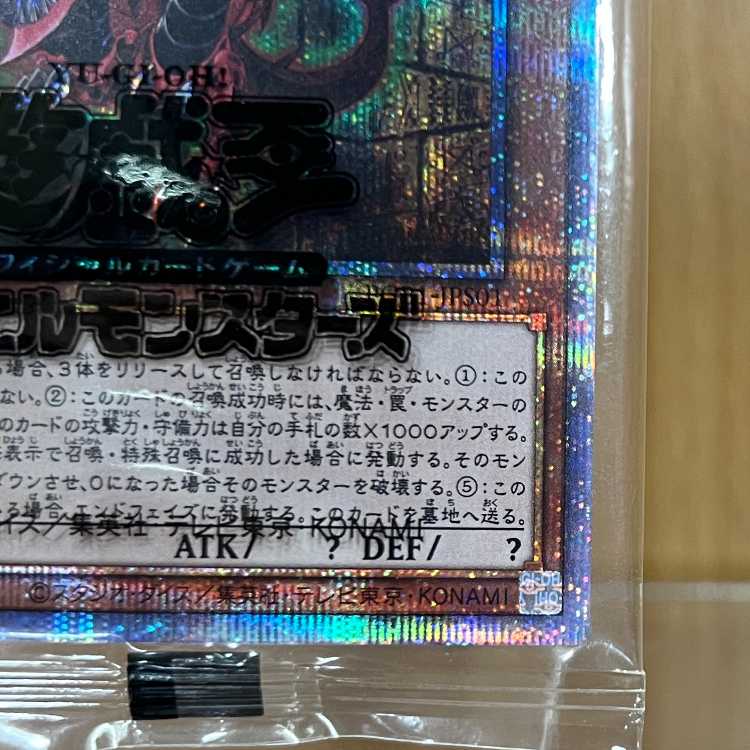 YU-GI-OH!
遊戯王
フィシャルカードゲーム
エルモンスターズ
-JPS01
場合、3体をリリースして召喚しなければならない。①：この
ない。②：このカードの召喚成功時には、魔法・罠・モンスターの
のカードの攻撃力・守備力は自分の手札の数×1000アップする。
表示で召喚・特殊召喚に成功した場合に発動する。そのモン
ダウンさせ、0になった場合そのモンスターを破壊する。⑤：この
る場合、エンドフェイズに発動する。このカードを墓地へ送る。
イス／集英社・テレビ東京・KONAMI
ATK/ ? DEF/ ?
©スタジオ・ダイス／集英社・テレビ東京・KONAMI